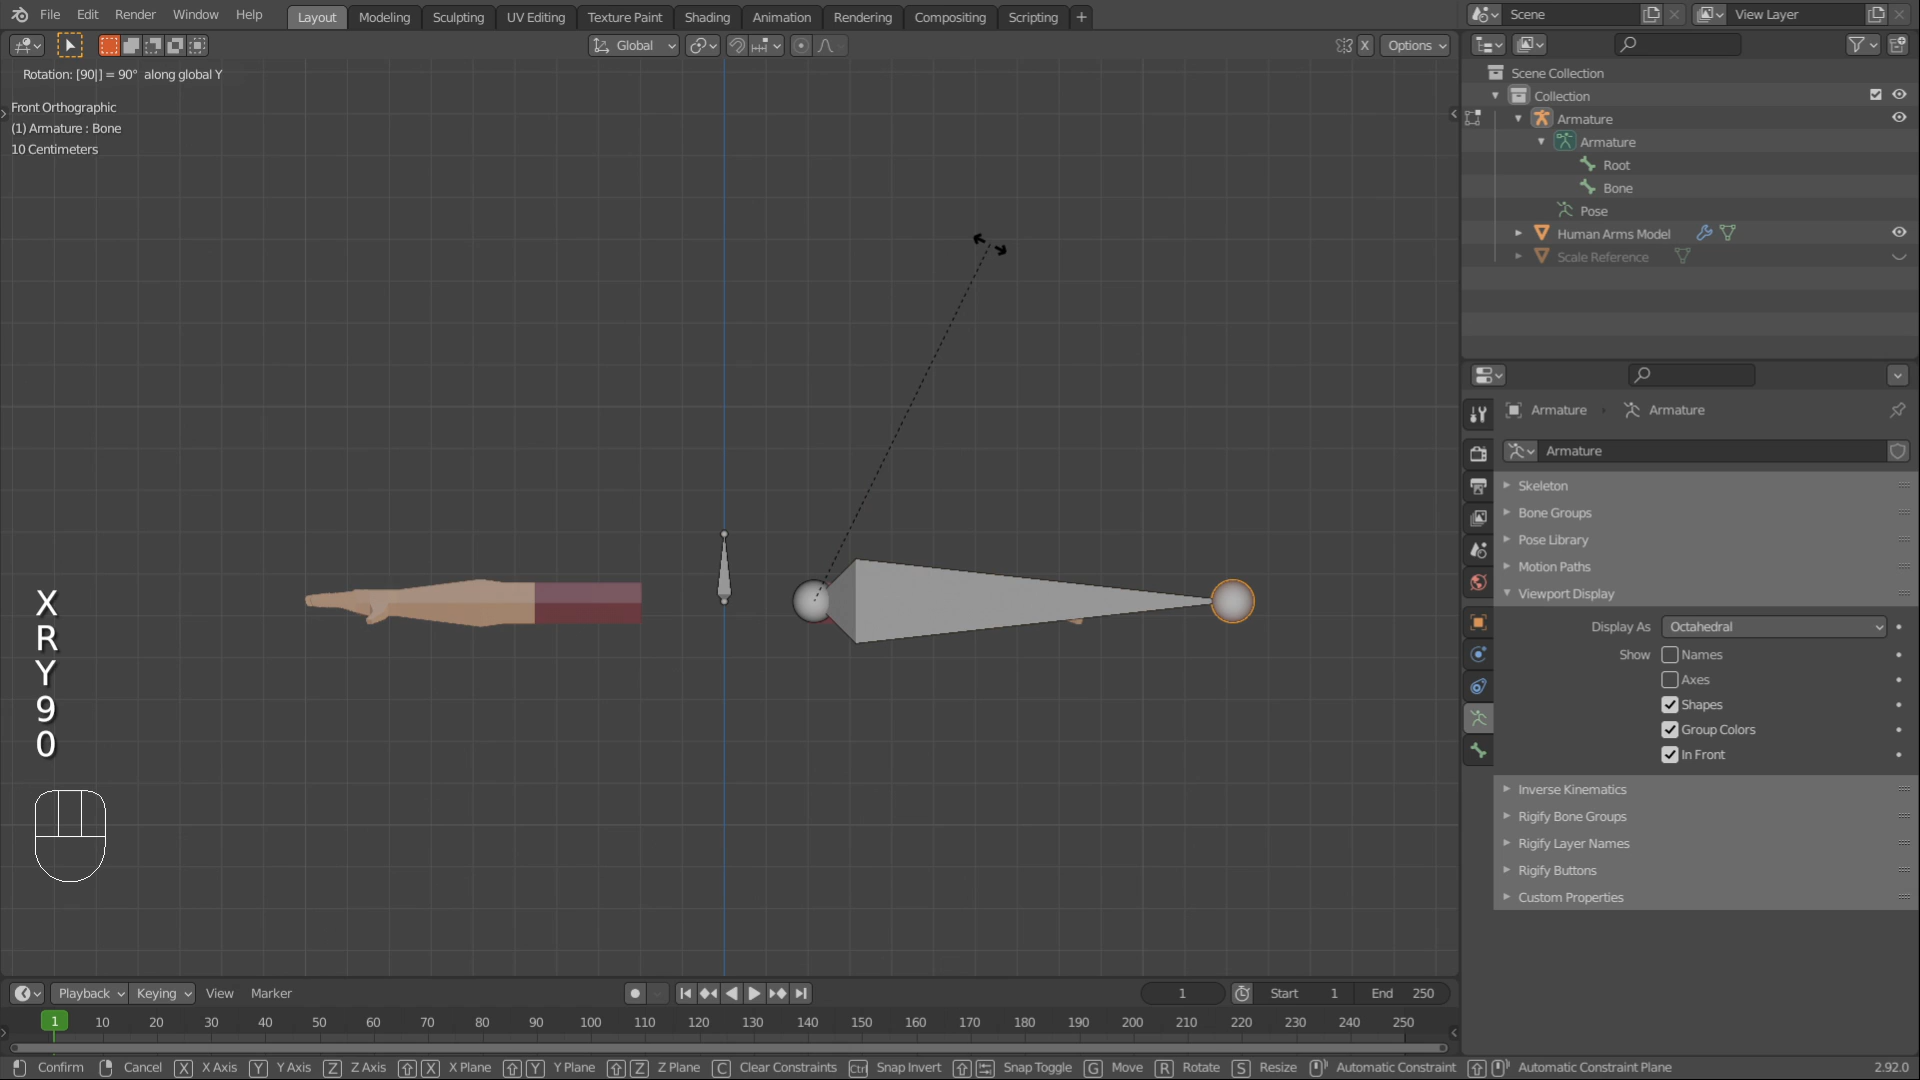 File Edit Render Window Help Layout Modeling Sculpting UV Editing Texture Paint Shading Animation Rendering Compositing Scripting + Scene View Layer
Global X Options
Rotation: [90|] = 90° along global Y
Front Orthographic
(1) Armature : Bone
10 Centimeters
X
R
Y
9
0
Scene Collection
Collection
Armature
Armature
Root
Bone
Pose
Human Arms Model
Scale Reference
Armature Armature
Armature
Skeleton
Bone Groups
Pose Library
Motion Paths
Viewport Display
Display As Octahedral
Show Names
Axes
Shapes
Group Colors
In Front
Inverse Kinematics
Rigify Bone Groups
Rigify Layer Names
Rigify Buttons
Custom Properties
Playback Keying View Marker 1 Start 1 End 250
1 10 20 30 40 50 60 70 80 90 100 110 120 130 140 150 160 170 180 190 200 210 220 230 240 250
Confirm Cancel X X Axis Y Y Axis Z Z Axis X X Plane Y Y Plane Z Z Plane C Clear Constraints Ctrl Snap Invert Snap Toggle G Move R Rotate S Resize Automatic Constraint Automatic Constraint Plane 2.92.0